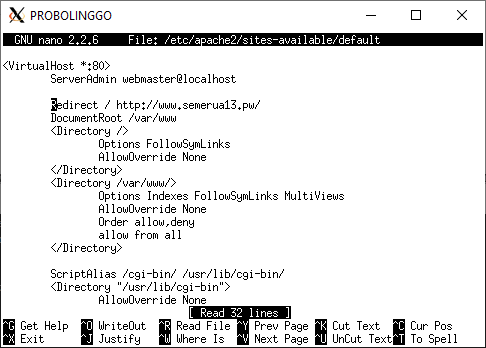 PROBOLINGGO
GNU nano 2.2.6 File: /etc/apache2/sites-available/default
<VirtualHost *:80>
ServerAdmin webmaster@localhost
Redirect / http://www.semerua13.pw/
DocumentRoot /var/www
<Directory />
Options FollowSymLinks
AllowOverride None
</Directory>
<Directory /var/www/>
Options Indexes FollowSymLinks MultiViews
AllowOverride None
Order allow,deny
allow from all
</Directory>
ScriptAlias /cgi-bin/ /usr/lib/cgi-bin/
<Directory "/usr/lib/cgi-bin">
AllowOverride None
[ Read 32 lines ]
^G Get Help ^O WriteOut ^R Read File ^Y Prev Page ^K Cut Text ^C Cur Pos
^X Exit ^J Justify ^W Where Is ^V Next Page ^U UnCut Text ^T To Spell